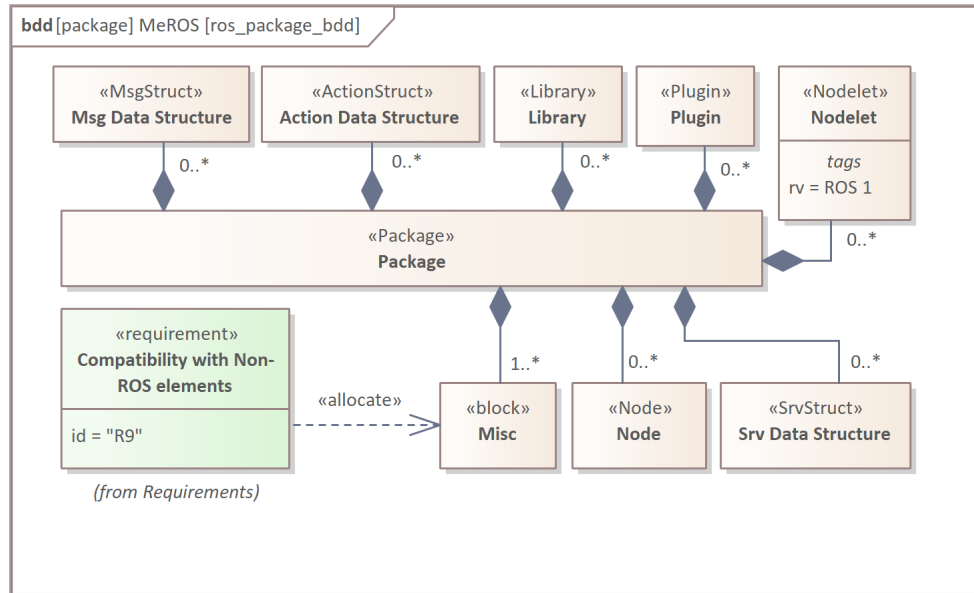 bdd [package] MeROS [ros_package_bdd]
«MsgStruct»
Msg Data Structure
«ActionStruct»
Action Data Structure
«Library»
Library
«Plugin»
Plugin
«Nodelet»
Nodelet
tags
rv = ROS 1
0..*
0..*
0..*
0..*
0..*
«Package»
Package
«requirement»
Compatibility with Non-
ROS elements
id = "R9"
(from Requirements)
«allocate»
1..*
0..*
0..*
«block»
Misc
«Node»
Node
«SrvStruct»
Srv Data Structure